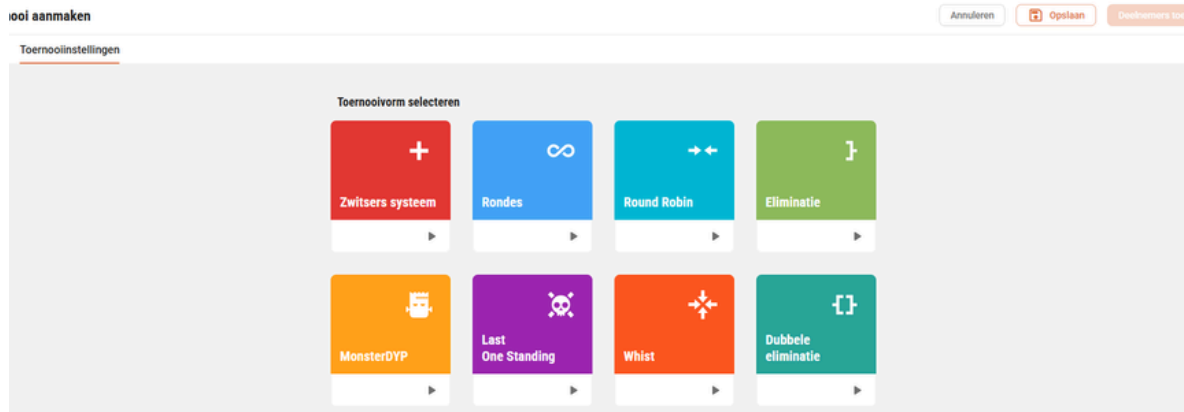 ooi aanmaken
Annuleren
Opslaan
Deelnemers
Toernooiinstellingen
Toernooivorm selecteren
Zwitsers systeem
Rondes
Round Robin
Eliminatie
MonsterDYP
Last
One Standing
Whist
Dubbele
eliminatie